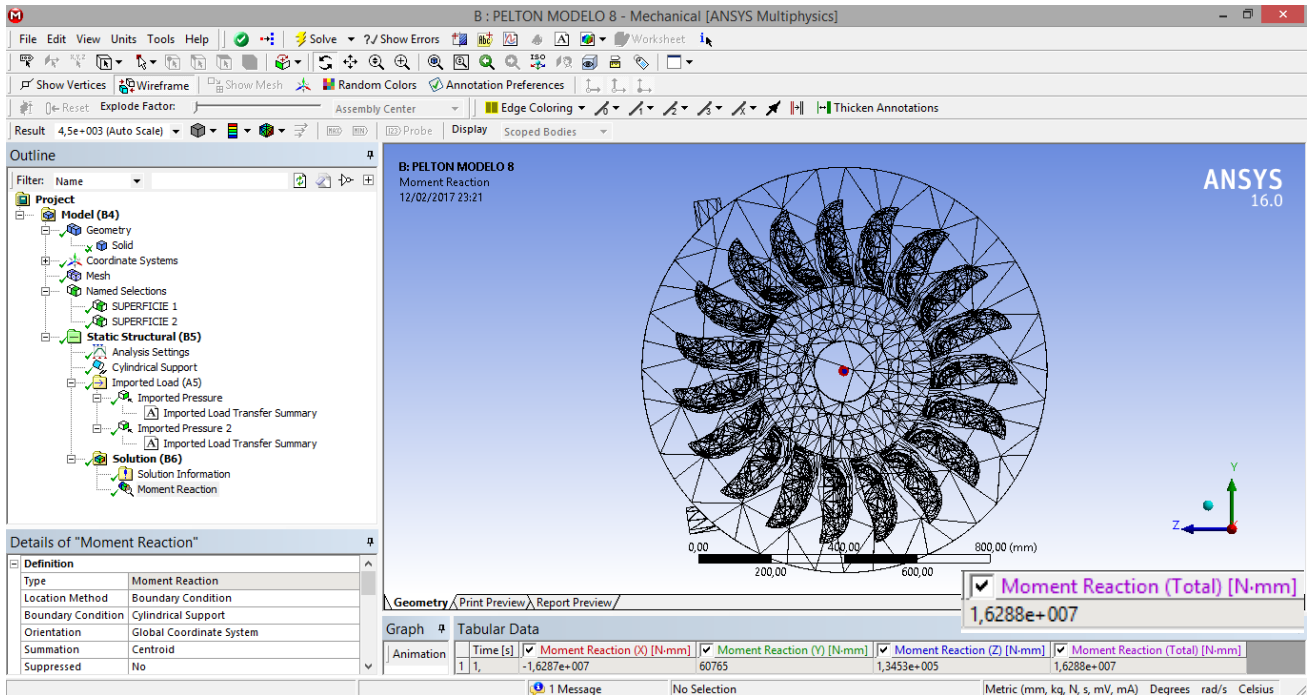 B : PELTON MODELO 8 - Mechanical [ANSYS Multiphysics]
File Edit View Units Tools Help Solve ?/ Show Errors Worksheet
Show Vertices Wireframe Show Mesh Random Colors Annotation Preferences
Reset Explode Factor: Assembly Center Edge Coloring Thicken Annotations
Result 4,5e+003 (Auto Scale) Probe Display Scoped Bodies
Outline
Filter: Name
Project
Model (B4)
Geometry
Solid
Coordinate Systems
Mesh
Named Selections
SUPERFICIE 1
SUPERFICIE 2
Static Structural (B5)
Analysis Settings
Cylindrical Support
Imported Load (A5)
Imported Pressure
Imported Load Transfer Summary
Imported Pressure 2
Imported Load Transfer Summary
Solution (B6)
Solution Information
Moment Reaction
Details of "Moment Reaction"
Definition
Type Moment Reaction
Location Method Boundary Condition
Boundary Condition Cylindrical Support
Orientation Global Coordinate System
Summation Centroid
Suppressed No
B: PELTON MODELO 8
Moment Reaction
12/02/2017 23:21
ANSYS
16.0
Y
Z
0,00 400,00 800,00 (mm)
200,00 600,00
Moment Reaction (Total) [N·mm]
1,6288e+007
Geometry Print Preview Report Preview
Graph Tabular Data
Animation
Time [s] Moment Reaction (X) [N·mm] Moment Reaction (Y) [N·mm] Moment Reaction (Z) [N·mm] Moment Reaction (Total) [N·mm]
1 1, -1,6287e+007 60765 1,3453e+005 1,6288e+007
1 Message No Selection Metric (mm, kg, N, s, mV, mA) Degrees rad/s Celsius